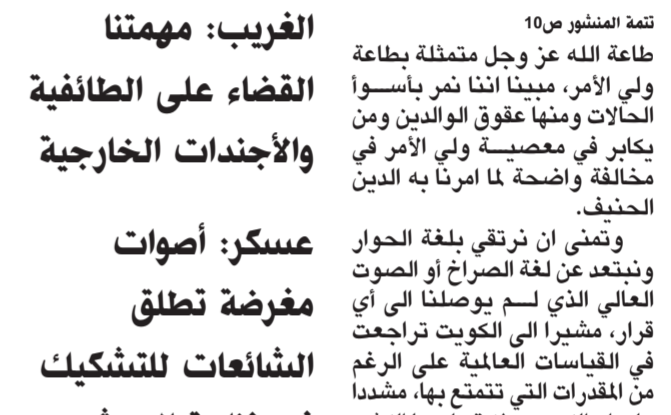 تتمة المنشور ص10
طاعة الله عز وجل متمثلة بطاعة
ولي الأمر، مبينا اننا نمر بأسوأ
الحالات ومنها عقوق الوالدين ومن
يكابر في معصية ولي الأمر في
مخالفة واضحة لما امرنا به الدين
الحنيف.
وتمنى ان نرتقي بلغة الحوار
ونبتعد عن لغة الصراخ أو الصوت
العالي الذي لم يوصلنا الى أي
قرار، مشيرا الى الكويت تراجعت
في القياسات العالمية على الرغم
من المقدرات التي تتمتع بها، مشددا
الغريب: مهمتنا
القضاء على الطائفية
والأجندات الخارجية
عسكر: أصوات
مغرضة تطلق
الشائعات للتشكيك